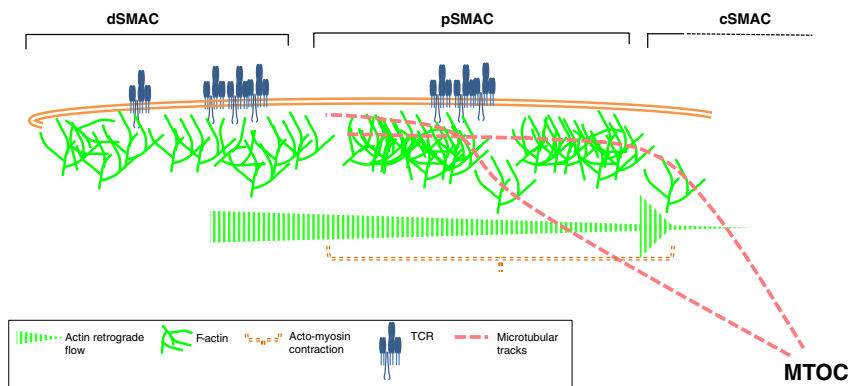 dSMAC
pSMAC
cSMAC
Actin retrograde
flow
F-actin
Acto-myosin
contraction
TCR
Microtubular
tracks
MTOC